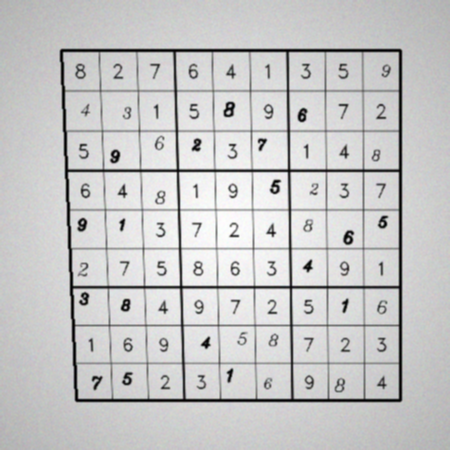 8 2 7 6 4 1 3 5 9
4 3 1 5 8 9 6 7 2
5 9 6 2 3 7 1 4 8
6 4 8 1 9 5 2 3 7
9 1 3 7 2 4 8 6 5
2 7 5 8 6 3 4 9 1
3 8 4 9 7 2 5 1 6
1 6 9 4 5 8 7 2 3
7 5 2 3 1 6 9 8 4